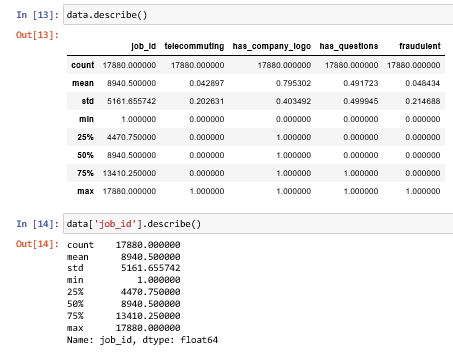 In [13]: data.describe()
Out[13]:
job_id telecommuting has_company_logo has_questions fraudulent
count 17880.000000 17880.000000 17880.000000 17880.000000 17880.000000
mean 8940.500000 0.042897 0.795302 0.491723 0.048434
std 5161.655742 0.202631 0.403492 0.499945 0.214688
min 1.000000 0.000000 0.000000 0.000000 0.000000
25% 4470.750000 0.000000 1.000000 0.000000 0.000000
50% 8940.500000 0.000000 1.000000 0.000000 0.000000
75% 13410.250000 0.000000 1.000000 1.000000 0.000000
max 17880.000000 1.000000 1.000000 1.000000 1.000000
In [14]: data['job_id'].describe()
Out[14]: count 17880.000000
mean 8940.500000
std 5161.655742
min 1.000000
25% 4470.750000
50% 8940.500000
75% 13410.250000
max 17880.000000
Name: job_id, dtype: float64